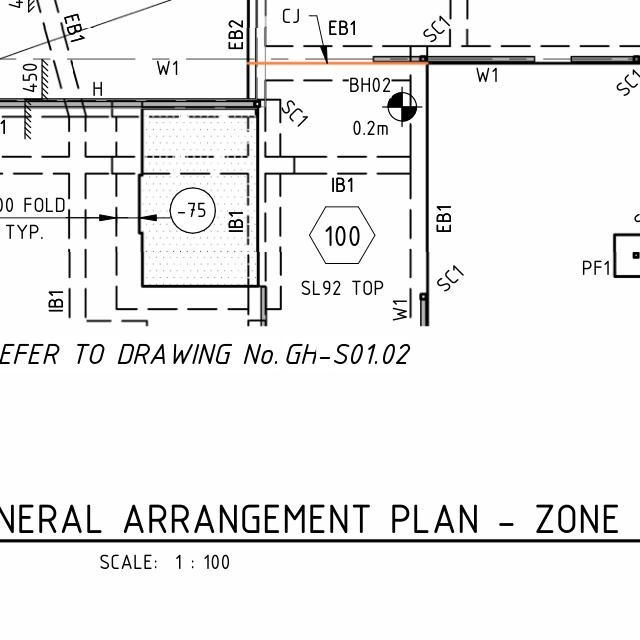 CJ
EB1
EB2
EB1
SC1
450
W1
H
W1
SC1
BH02
SC1
0.2m
IB1
00 FOLD
TYP.
-75
IB1
100
EB1
SL92 TOP
SC1
PF1
IB1
W1
EFER TO DRAWING No. GH-S01.02
NERAL ARRANGEMENT PLAN - ZONE
SCALE: 1 : 100